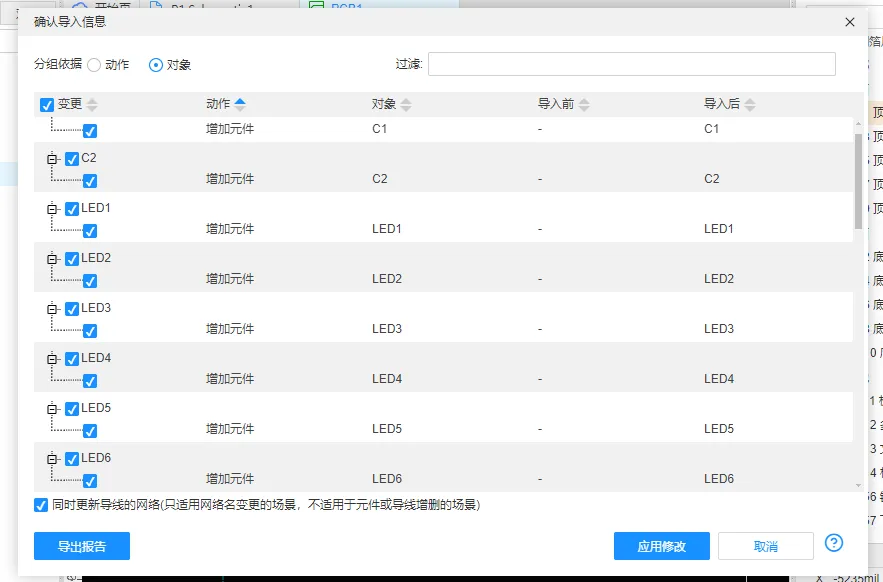 开始页
PCB1
确认导入信息
分组依据 动作 对象 过滤:
变更 动作 对象 导入前 导入后
增加元件 C1 - C1
C2
增加元件 C2 - C2
LED1
增加元件 LED1 - LED1
LED2
增加元件 LED2 - LED2
LED3
增加元件 LED3 - LED3
LED4
增加元件 LED4 - LED4
LED5
增加元件 LED5 - LED5
LED6
增加元件 LED6 - LED6
同时更新导线的网络(只适用网络名变更的场景，不适用于元件或导线增删的场景)
导出报告 应用修改 取消
X -5235mil